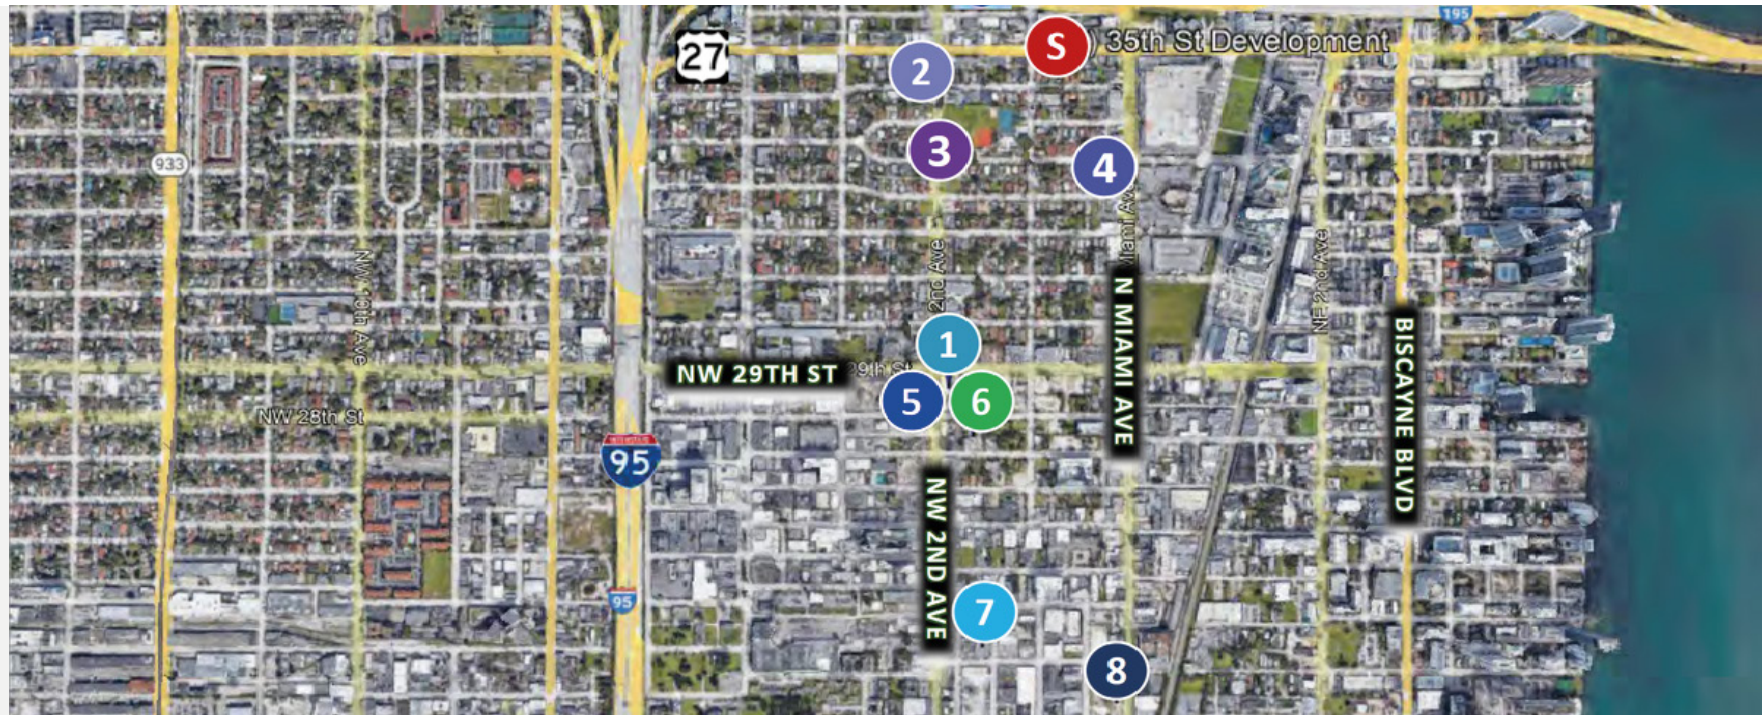 195
27
S
) 35th St Development
2
3
4
933
NW 10th Ave
2nd Ave
Miami Ave
NE 2nd Ave
N MIAMI AVE
BISCAYNE BLVD
1
NW 29TH ST
29th St
5
6
NW 28th St
INTERSTATE
95
NW 2ND AVE
95
7
8